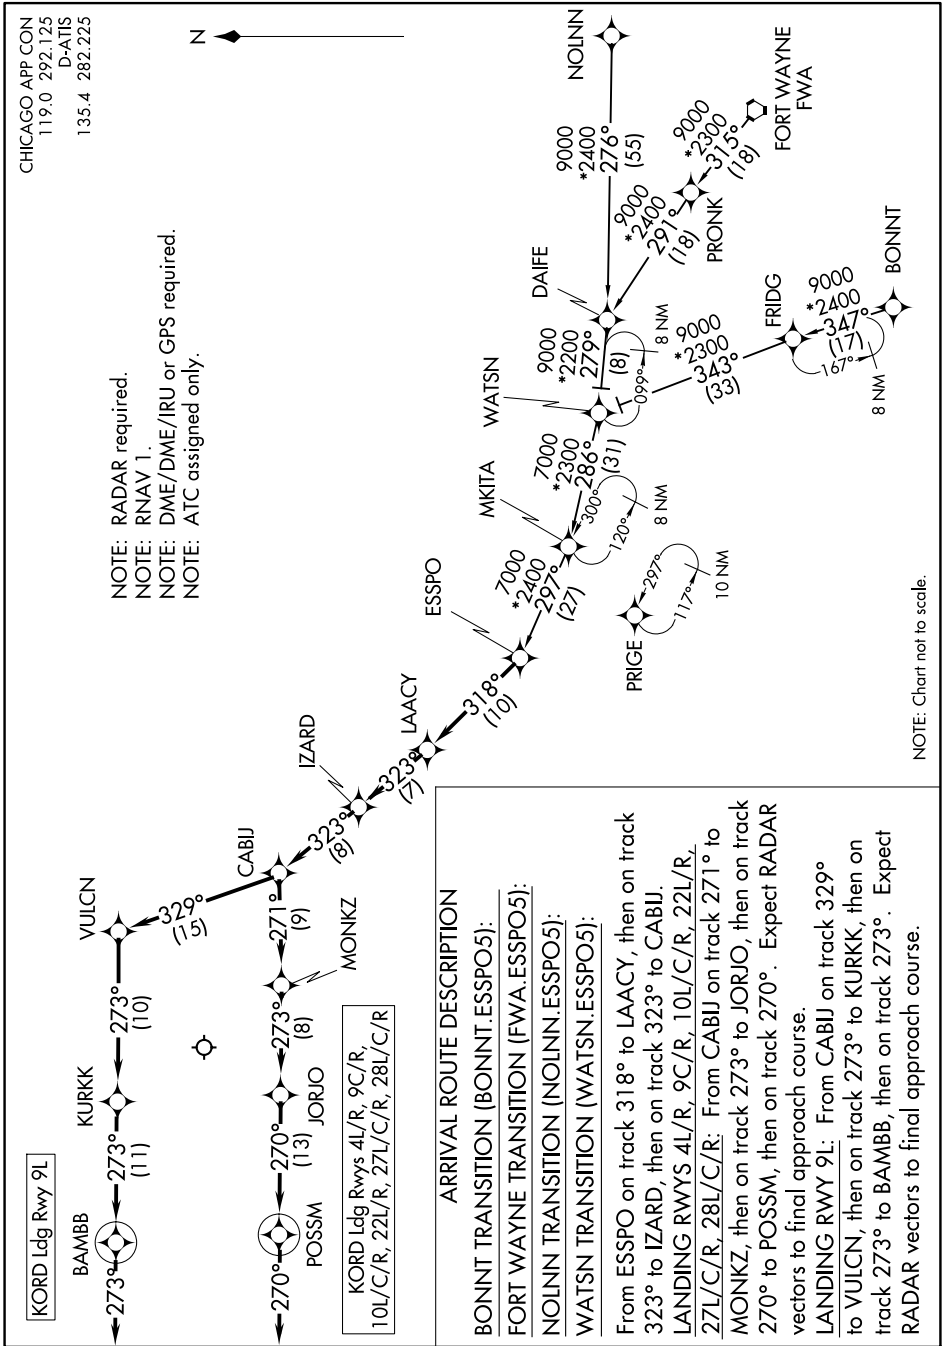 CHICAGO APP CON
119.0 292.125
D-ATIS
135.4 282.225
N
NOTE: RADAR required.
NOTE: RNAV 1.
NOTE: DME/DME/IRU or GPS required.
NOTE: ATC assigned only.
KORD Ldg Rwy 9L
BAMBB
273°
273°
(11)
KURKK
273°
(10)
VULCN
329°
(15)
CABIJ
271°
(9)
MONKZ
273°
(8)
JORJO
270°
(13)
POSSM
270°
KORD Ldg Rwys 4L/R, 9C/R,
10L/C/R, 22L/R, 27L/C/R, 28L/C/R
323°
(8)
IZARD
323°
(7)
LAACY
318°
(10)
ESSPO
7000
*2400
297°
(27)
MKITA
300°
120°
8 NM
7000
*2300
286°
(31)
WATSN
099°
8 NM
9000
*2200
279°
(8)
DAIFE
9000
*2400
276°
(55)
NOLNN
9000
*2400
291°
(18)
PRONK
9000
*2300
315°
(18)
FORT WAYNE
FWA
9000
*2300
343°
(33)
FRIDG
167°
8 NM
9000
*2400
347°
(17)
BONNT
PRIGE
297°
117°
10 NM
NOTE: Chart not to scale.
ARRIVAL ROUTE DESCRIPTION
BONNT TRANSITION (BONNT.ESSPO5):
FORT WAYNE TRANSITION (FWA.ESSPO5):
NOLNN TRANSITION (NOLNN.ESSPO5):
WATSN TRANSITION (WATSN.ESSPO5):
From ESSPO on track 318° to LAACY, then on track
323° to IZARD, then on track 323° to CABIJ.
LANDING RWYS 4L/R, 9C/R, 10L/C/R, 22L/R,
27L/C/R, 28L/C/R: From CABIJ on track 271° to
MONKZ, then on track 273° to JORJO, then on track
270° to POSSM, then on track 270°. Expect RADAR
vectors to final approach course.
LANDING RWY 9L: From CABIJ on track 329°
to VULCN, then on track 273° to KURKK, then on
track 273° to BAMBB, then on track 273°. Expect
RADAR vectors to final approach course.